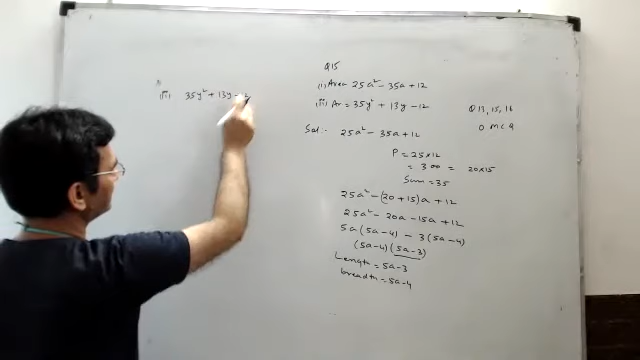 (ii) 35y² + 13y - 12
Q15
(i) Area 25a² - 35a + 12
(ii) Ar = 35y² + 13y - 12
Q13, 15, 16
0 MCQ
Sol: 25a² - 35a + 12
P = 25×12
= 300 = 20×15
Sum = 35
25a² - (20 + 15)a + 12
25a² - 20a - 15a + 12
5a(5a-4) - 3(5a-4)
(5a-4)(5a-3)
Length = 5a-3
breadth = 5a-4